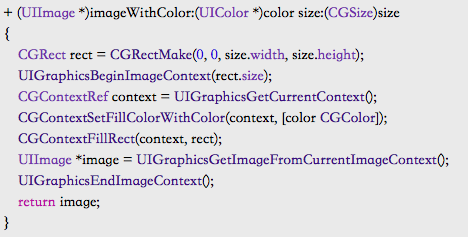 + (UIImage *)imageWithColor:(UIColor *)color size:(CGSize)size
{
CGRect rect = CGRectMake(0, 0, size.width, size.height);
UIGraphicsBeginImageContext(rect.size);
CGContextRef context = UIGraphicsGetCurrentContext();
CGContextSetFillColorWithColor(context, [color CGColor]);
CGContextFillRect(context, rect);
UIImage *image = UIGraphicsGetImageFromCurrentImageContext();
UIGraphicsEndImageContext();
return image;
}